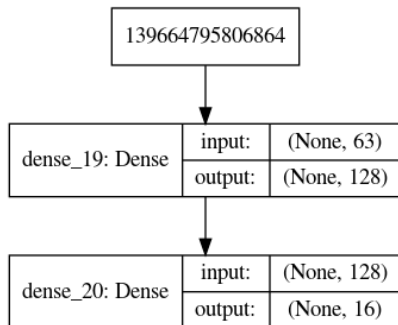 139664795806864
dense_19: Dense
input: (None, 63)
output: (None, 128)
dense_20: Dense
input: (None, 128)
output: (None, 16)